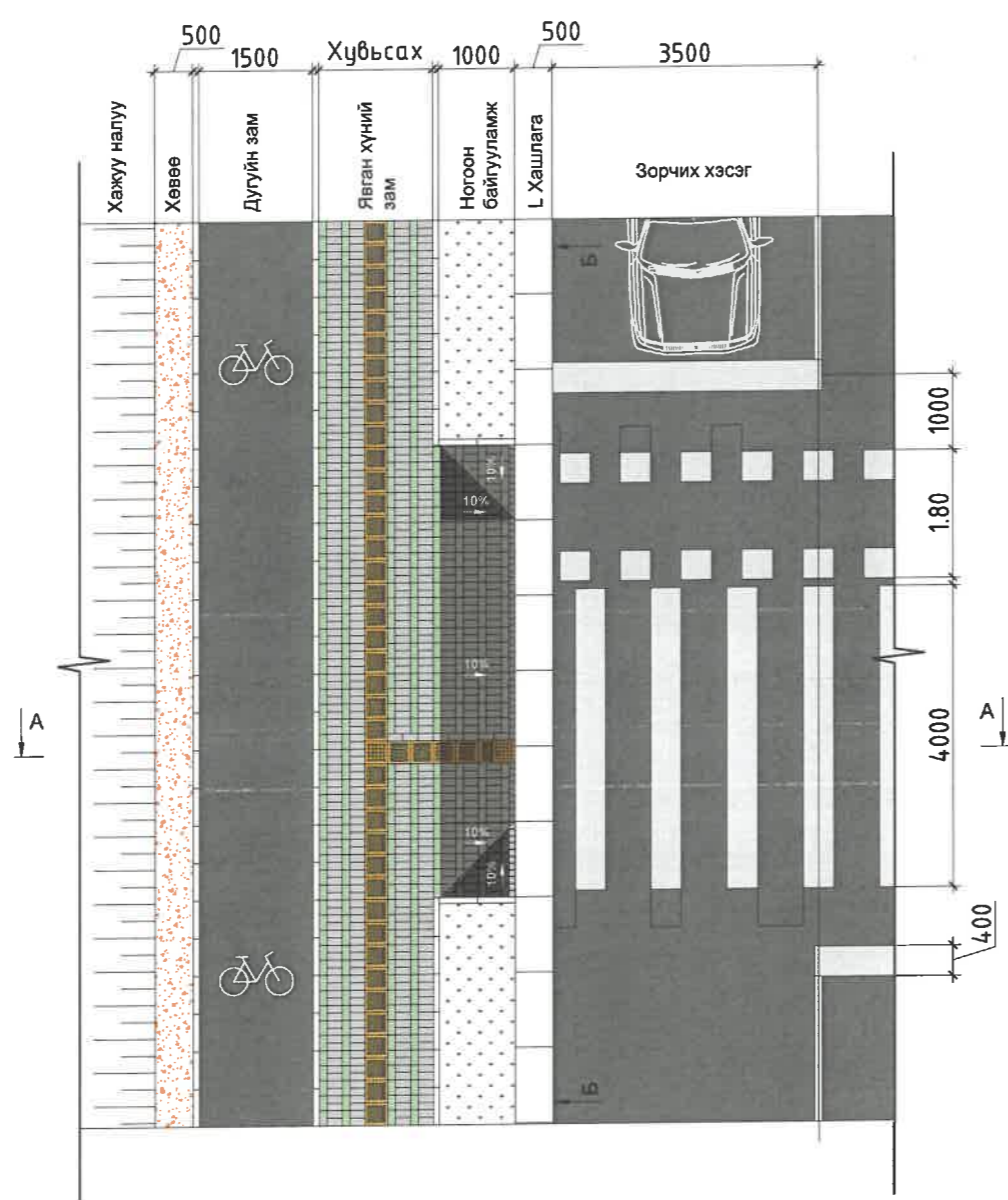 500
1500
Хувьсах
1000
500
3500
Хажуу налуу
Хөвөө
Дугуйн зам
Явган хүний
зам
Ногоон
байгууламж
L Хашлага
Зорчих хэсэг
Б
1000
10%
10%
1.80
10%
А
А
4000
10%
10%
400
Б